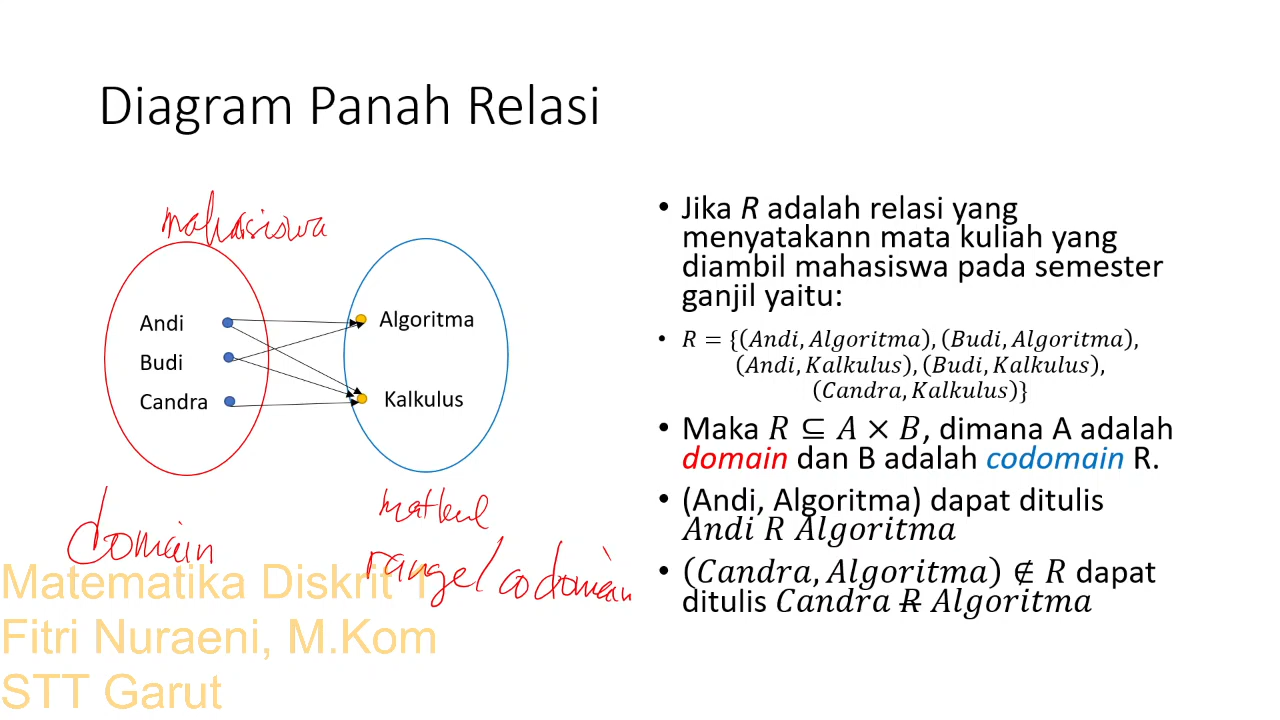 Diagram Panah Relasi
mahasiswa
Andi
Budi
Candra
Algoritma
Kalkulus
matkul
domain
range/codomain
• Jika R adalah relasi yang
menyatakann mata kuliah yang
diambil mahasiswa pada semester
ganjil yaitu:
• R = {(Andi, Algoritma), (Budi, Algoritma),
(Andi, Kalkulus), (Budi, Kalkulus),
(Candra, Kalkulus)}
• Maka R ⊆ A × B, dimana A adalah
domain dan B adalah codomain R.
• (Andi, Algoritma) dapat ditulis
Andi R Algoritma
• (Candra, Algoritma) ∉ R dapat
ditulis Candra R̶ Algoritma
Matematika Diskrit 1
Fitri Nuraeni, M.Kom
STT Garut